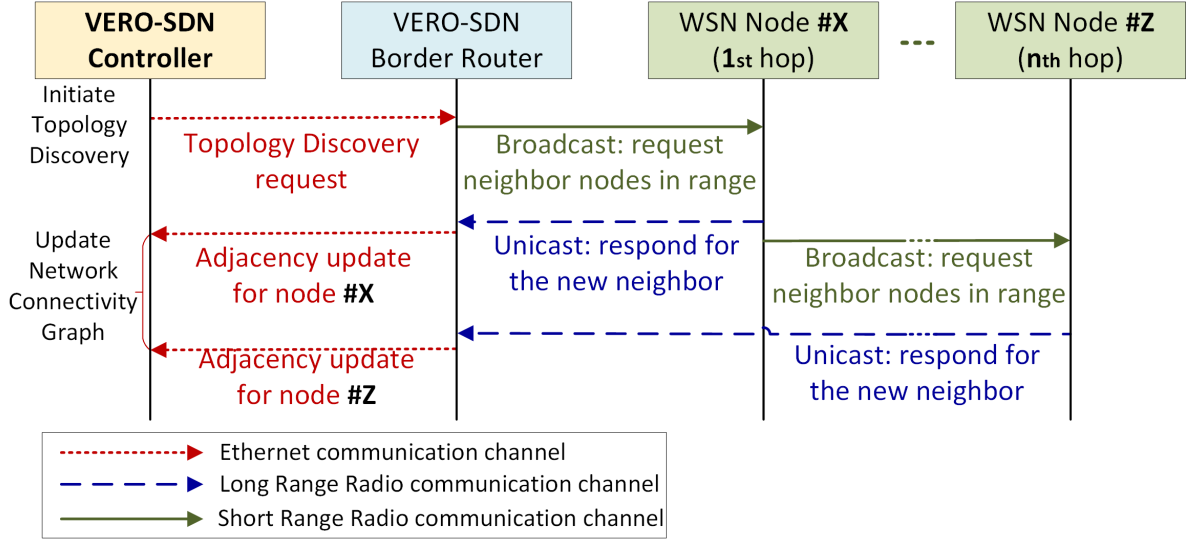 VERO-SDN
Controller
VERO-SDN
Border Router
WSN Node #X
(1st hop)
WSN Node #Z
(nth hop)
Initiate
Topology
Discovery
Topology Discovery
request
Broadcast: request
neighbor nodes in range
Update
Network
Connectivity
Graph
Adjacency update
for node #X
Unicast: respond for
the new neighbor
Broadcast: request
neighbor nodes in range
Adjacency update
for node #Z
Unicast: respond for
the new neighbor
Ethernet communication channel
Long Range Radio communication channel
Short Range Radio communication channel